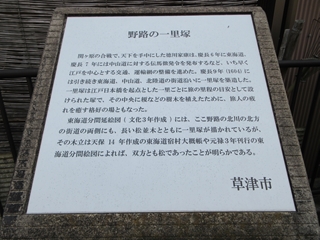 野路の一里塚
関ヶ原の合戦で、天下を手中にした徳川家康は、慶長6年に東海道、
慶長7年には中山道に対する伝馬掟朱印を発するなど、いち早く
江戸を中心とする交通、運輸網の整備を進めた。慶長9年(1604)に
は引き続き東海道、中山道、北陸道の街道沿いに一里塚を築造した。
一里塚は江戸日本橋を起点とし一里ごとに旅の里程の目安として設
けられた塚で、その中央に榎などの樹木を植えたために、旅人の疲
れを癒す格好の場ともなった。
東海道分間延絵図(文化3年作成)には、ここ野路の北川の北方
の街道の両側にも、長い松並木とともに一里塚が描かれているが、
その木立は天保14年作成の東海道宿村大概帳や元禄3年刊行の東
海道分間絵図によれば、双方とも松であったことが明らかである。
草津市